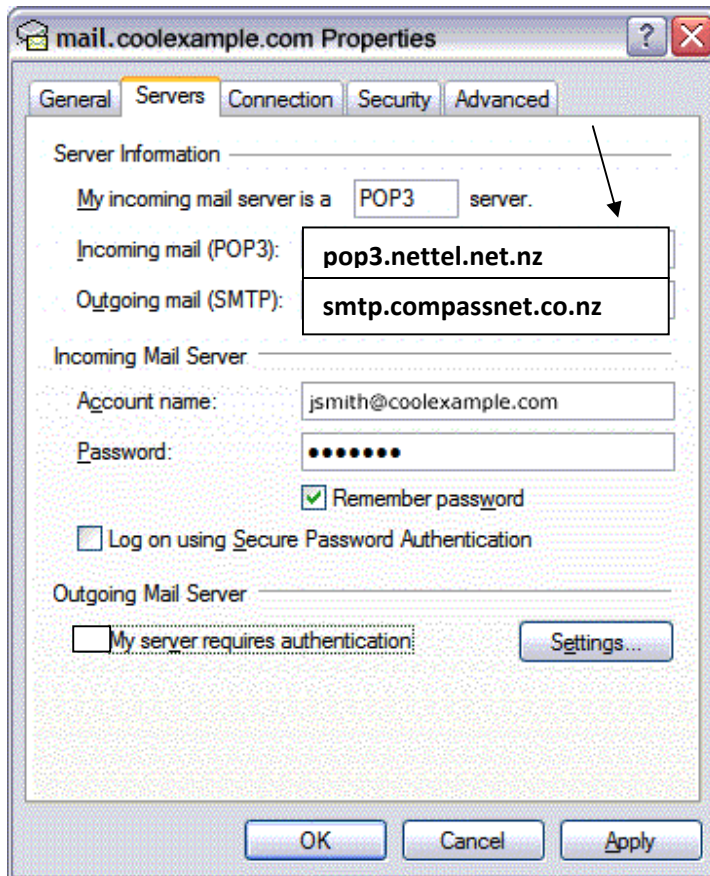 mail.coolexample.com Properties
?
General Servers Connection Security Advanced
Server Information
My incoming mail server is a POP3 server.
Incoming mail (POP3): pop3.nettel.net.nz
Outgoing mail (SMTP): smtp.compassnet.co.nz
Incoming Mail Server
Account name: jsmith@coolexample.com
Password: •••••••
Remember password
Log on using Secure Password Authentication
Outgoing Mail Server
My server requires authentication Settings...
OK Cancel Apply